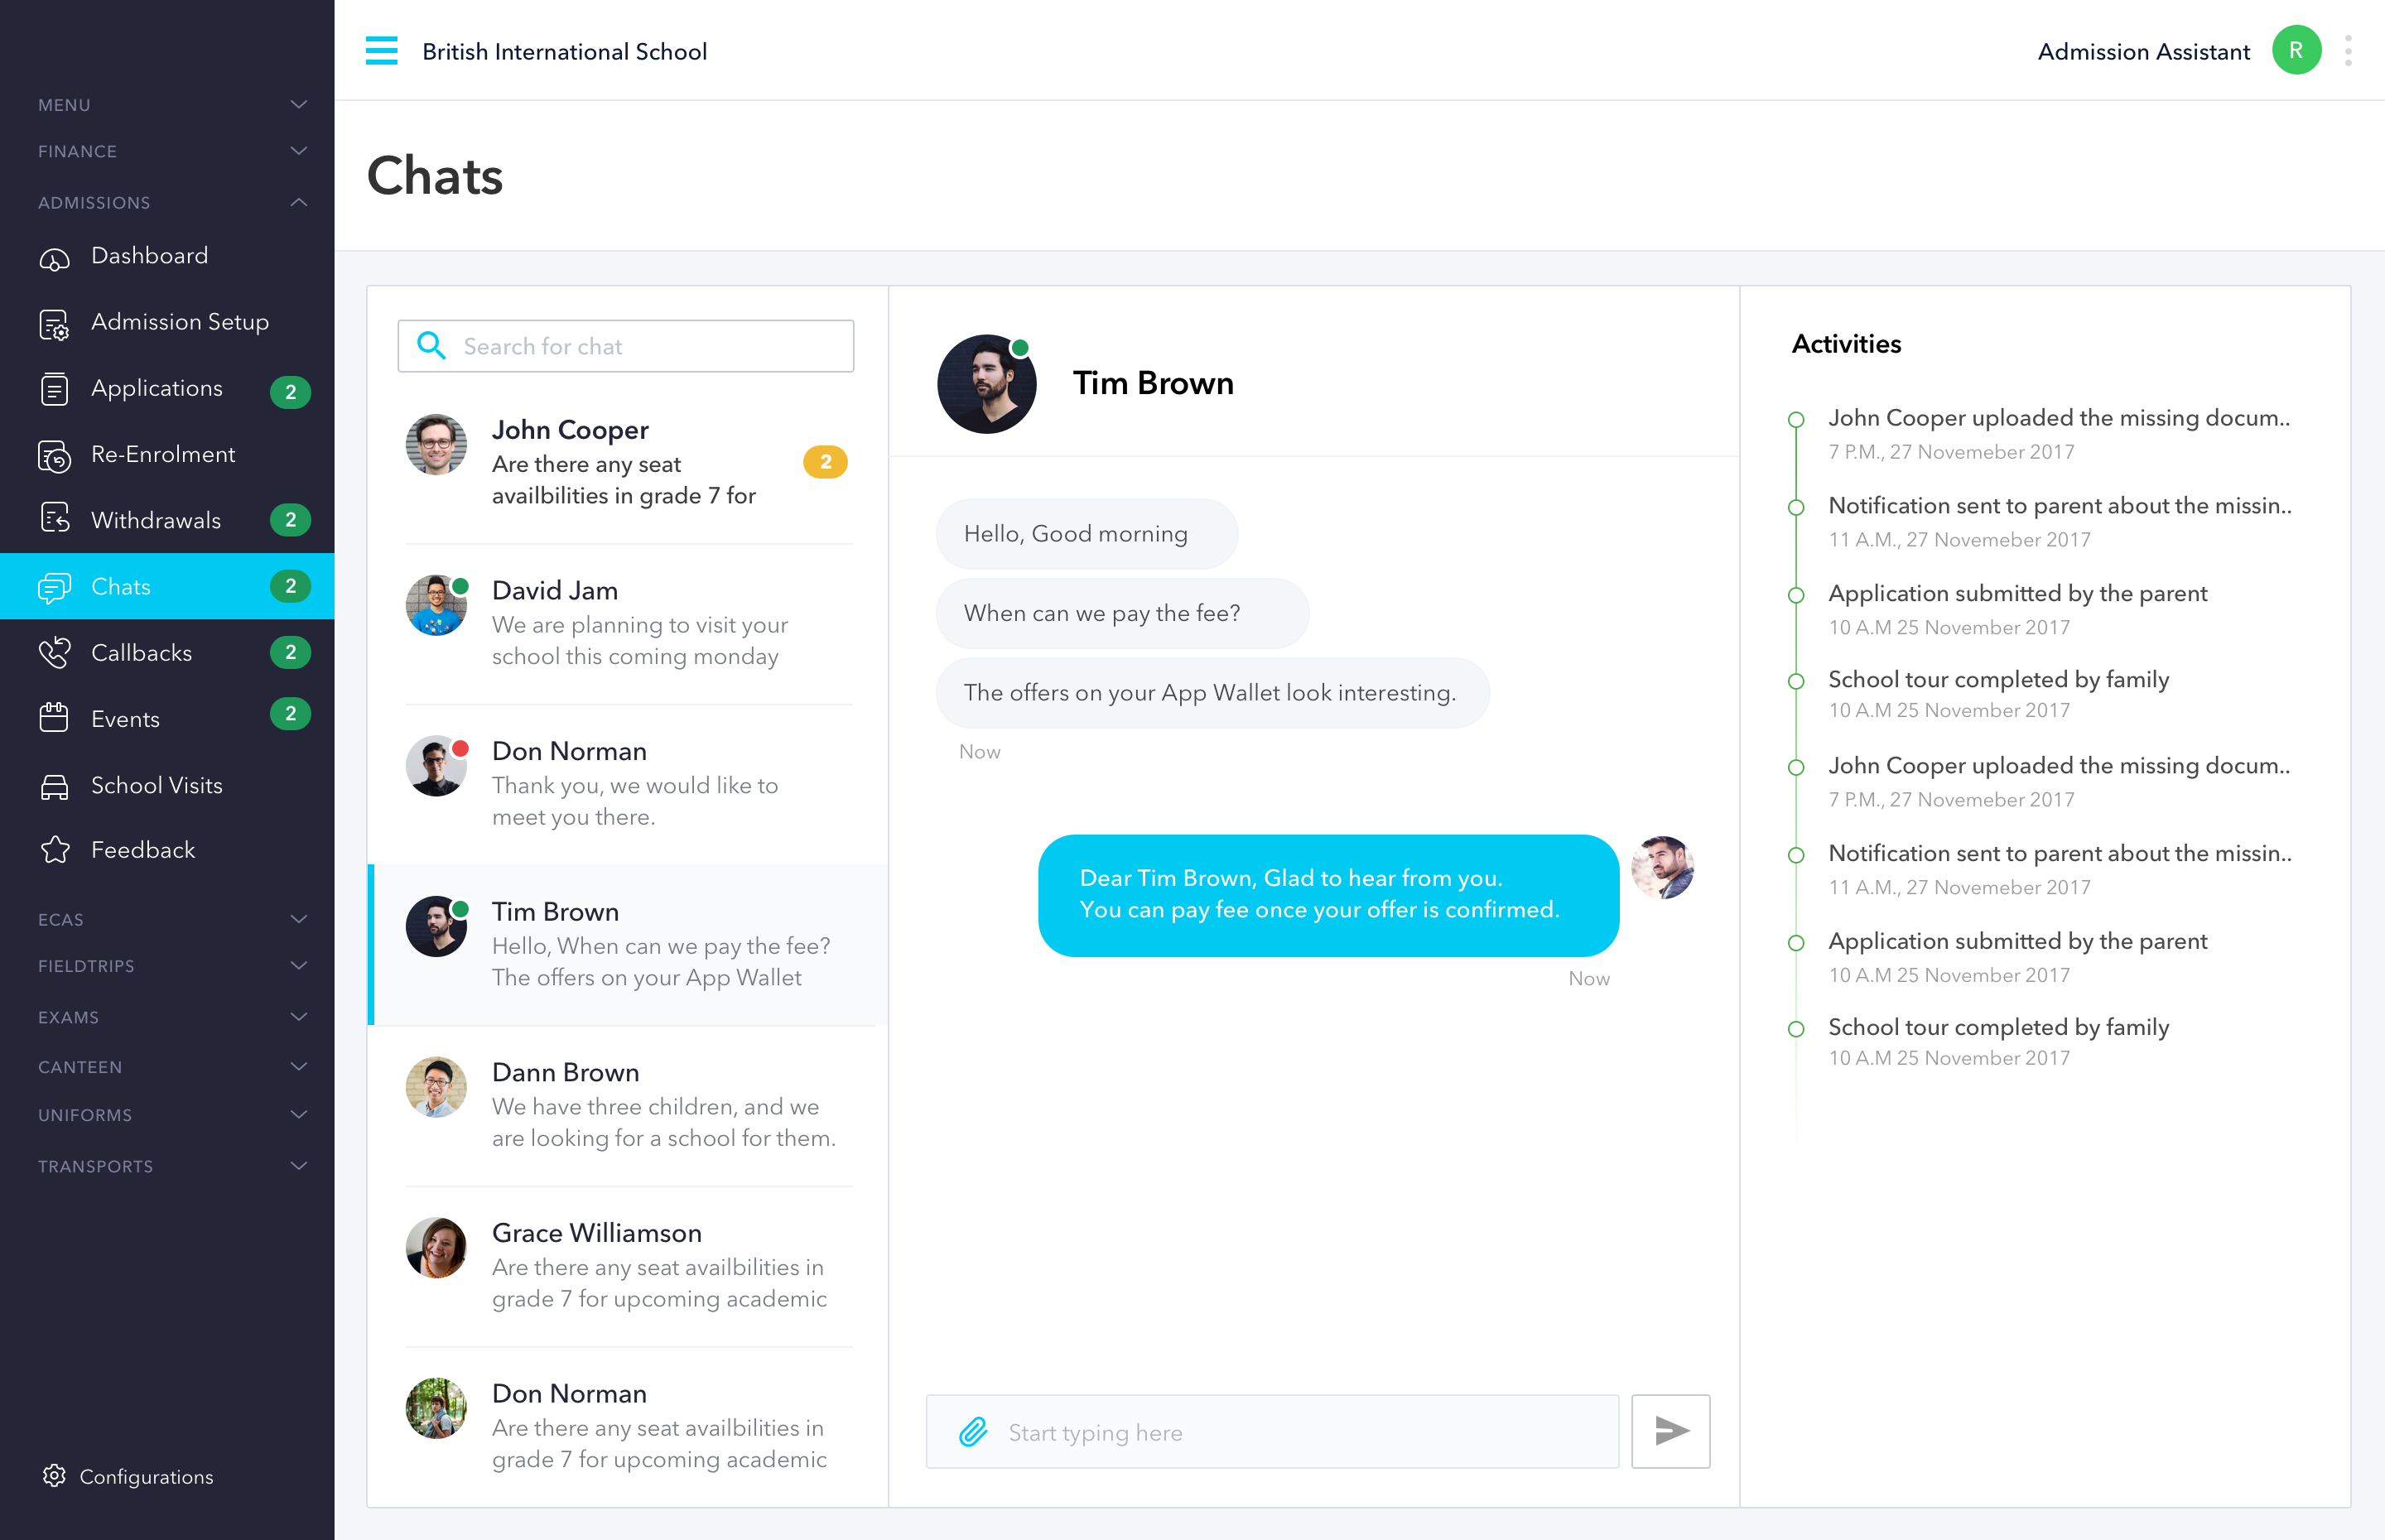 MENU
FINANCE
ADMISSIONS
Dashboard
Admission Setup
Applications 2
Re-Enrolment
Withdrawals 2
Chats 2
Callbacks 2
Events 2
School Visits
Feedback
ECAS
FIELDTRIPS
EXAMS
CANTEEN
UNIFORMS
TRANSPORTS
Configurations
British International School
Admission Assistant R
Chats
Search for chat
John Cooper
Are there any seat
availbilities in grade 7 for
2
David Jam
We are planning to visit your
school this coming monday
Don Norman
Thank you, we would like to
meet you there.
Tim Brown
Hello, When can we pay the fee?
The offers on your App Wallet
Dann Brown
We have three children, and we
are looking for a school for them.
Grace Williamson
Are there any seat availbilities in
grade 7 for upcoming academic
Don Norman
Are there any seat availbilities in
grade 7 for upcoming academic
Tim Brown
Hello, Good morning
When can we pay the fee?
The offers on your App Wallet look interesting.
Now
Dear Tim Brown, Glad to hear from you.
You can pay fee once your offer is confirmed.
Now
Start typing here
Activities
John Cooper uploaded the missing docum..
7 P.M., 27 Novemeber 2017
Notification sent to parent about the missin..
11 A.M., 27 Novemeber 2017
Application submitted by the parent
10 A.M 25 November 2017
School tour completed by family
10 A.M 25 November 2017
John Cooper uploaded the missing docum..
7 P.M., 27 Novemeber 2017
Notification sent to parent about the missin..
11 A.M., 27 Novemeber 2017
Application submitted by the parent
10 A.M 25 November 2017
School tour completed by family
10 A.M 25 November 2017